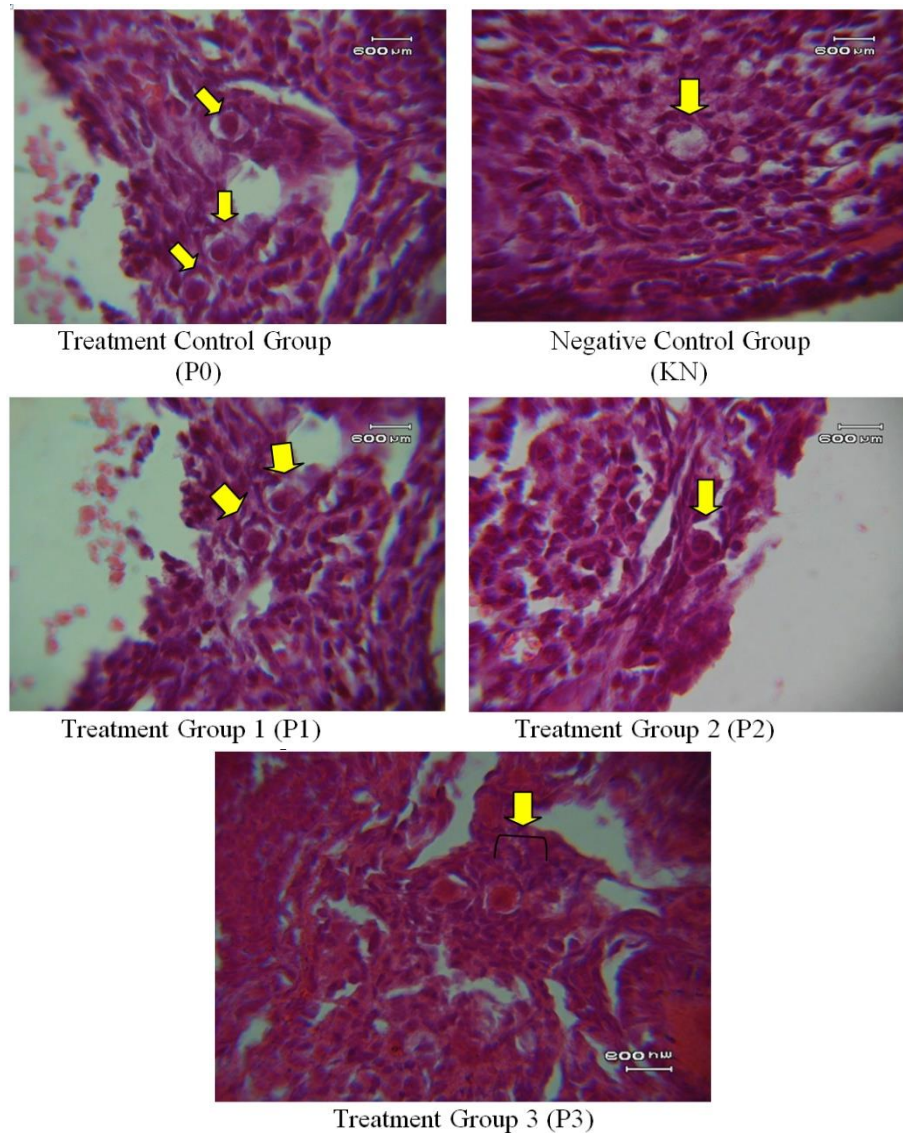 600 µm
600 µm
Treatment Control Group
(P0)
Negative Control Group
(KN)
600 µm
600 µm
Treatment Group 1 (P1)
Treatment Group 2 (P2)
600 µm
Treatment Group 3 (P3)